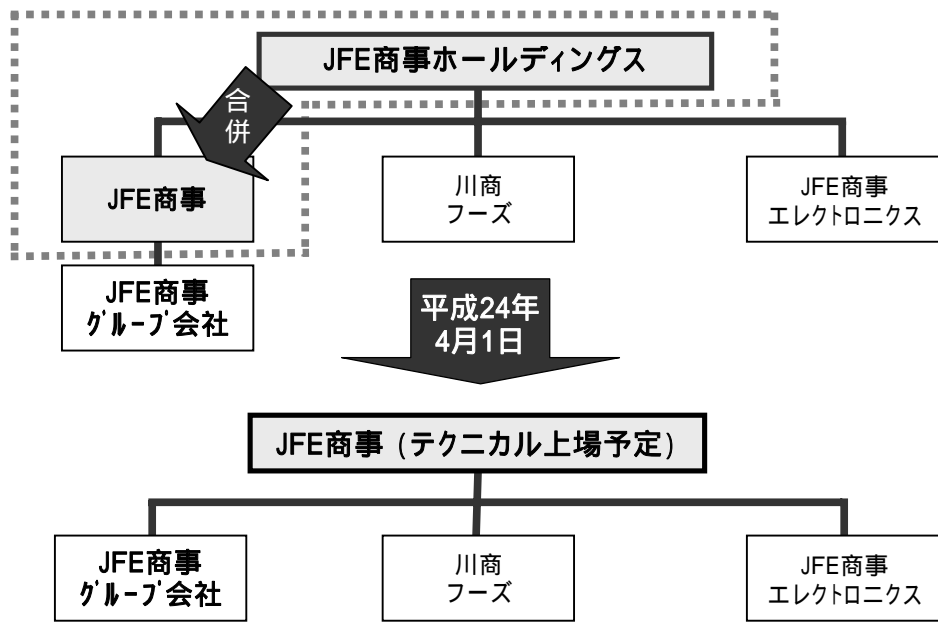 JFE商事ホールディングス
合
併
JFE商事
川商
フーズ
JFE商事
エレクトロニクス
JFE商事
グループ会社
平成24年
4月1日
JFE商事（テクニカル上場予定）
JFE商事
グループ会社
川商
フーズ
JFE商事
エレクトロニクス